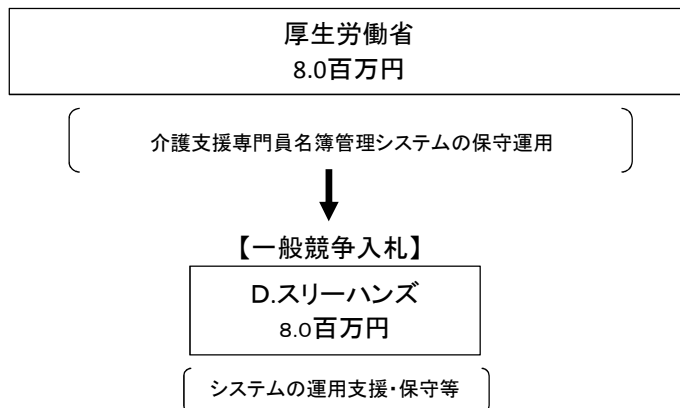 厚生労働省
8.0百万円
介護支援専門員名簿管理システムの保守運用
【一般競争入札】
D.スリーハンズ
8.0百万円
システムの運用支援・保守等